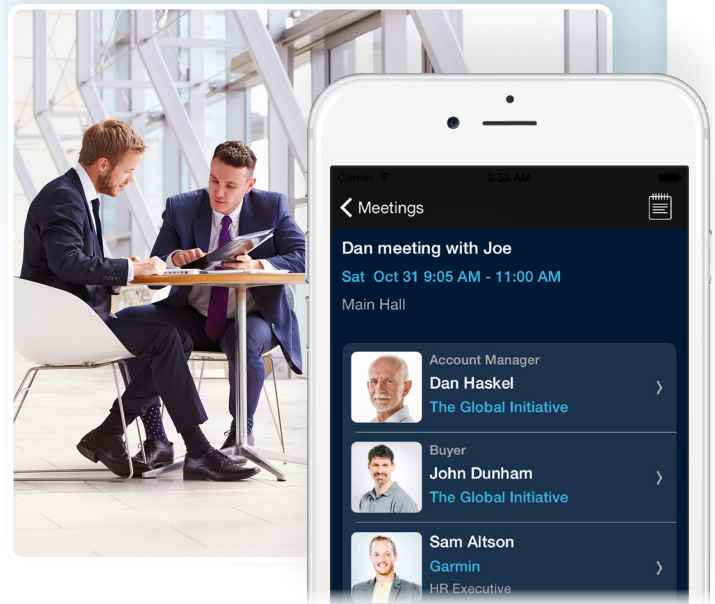 Carrier 9:53 AM
Meetings
Dan meeting with Joe
Sat Oct 31 9:05 AM - 11:00 AM
Main Hall
Account Manager
Dan Haskel
The Global Initiative
Buyer
John Dunham
The Global Initiative
Sam Altson
Garmin
HR Executive